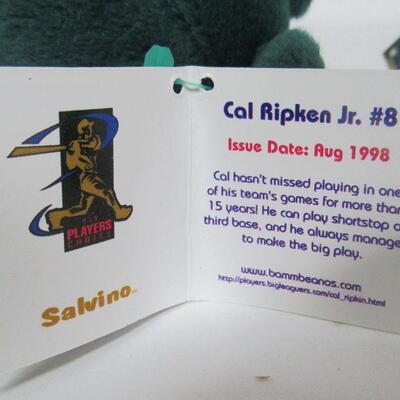 MLB
PLAYERS
CHOICE
Salvino
Cal Ripken Jr. #8
Issue Date: Aug 1998
Cal hasn't missed playing in one
of his team's games for more than
15 years! He can play shortstop o
third base, and he always manage
to make the big play.
www.bammbeanos.com
http://players.bigleaguers.com/cal_ripkin.html